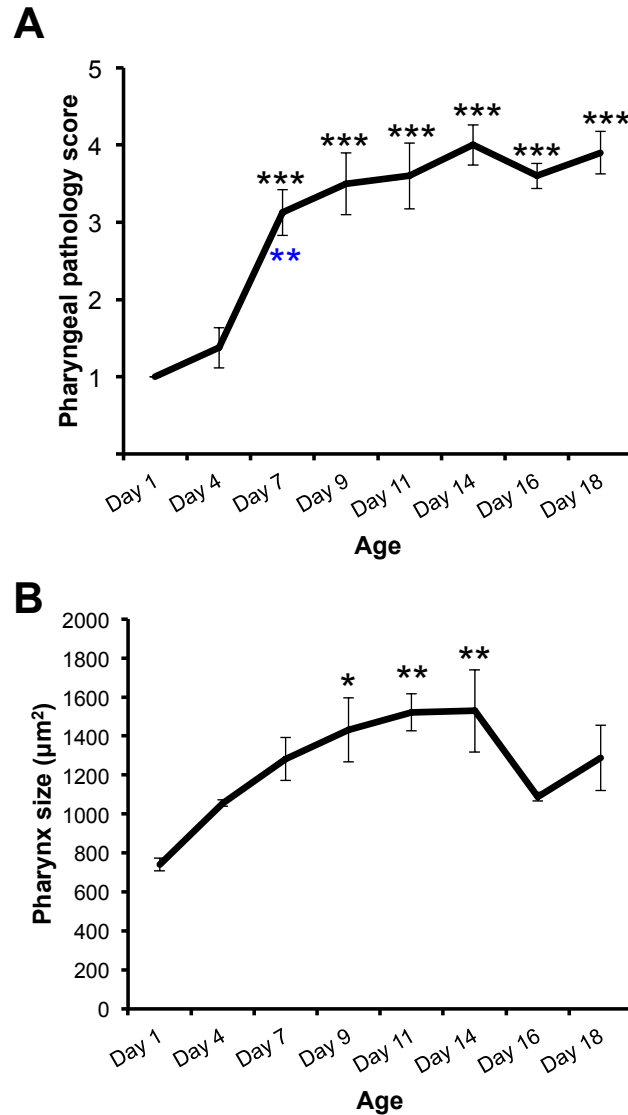 A
Pharyngeal pathology score
5
4
3
2
1
***
***
***
***
***
***
**
Day 1
Day 4
Day 7
Day 9
Day 11
Day 14
Day 16
Day 18
Age
B
Pharynx size (µm²)
2000
1800
1600
1400
1200
1000
800
600
400
200
0
*
**
**
Day 1
Day 4
Day 7
Day 9
Day 11
Day 14
Day 16
Day 18
Age